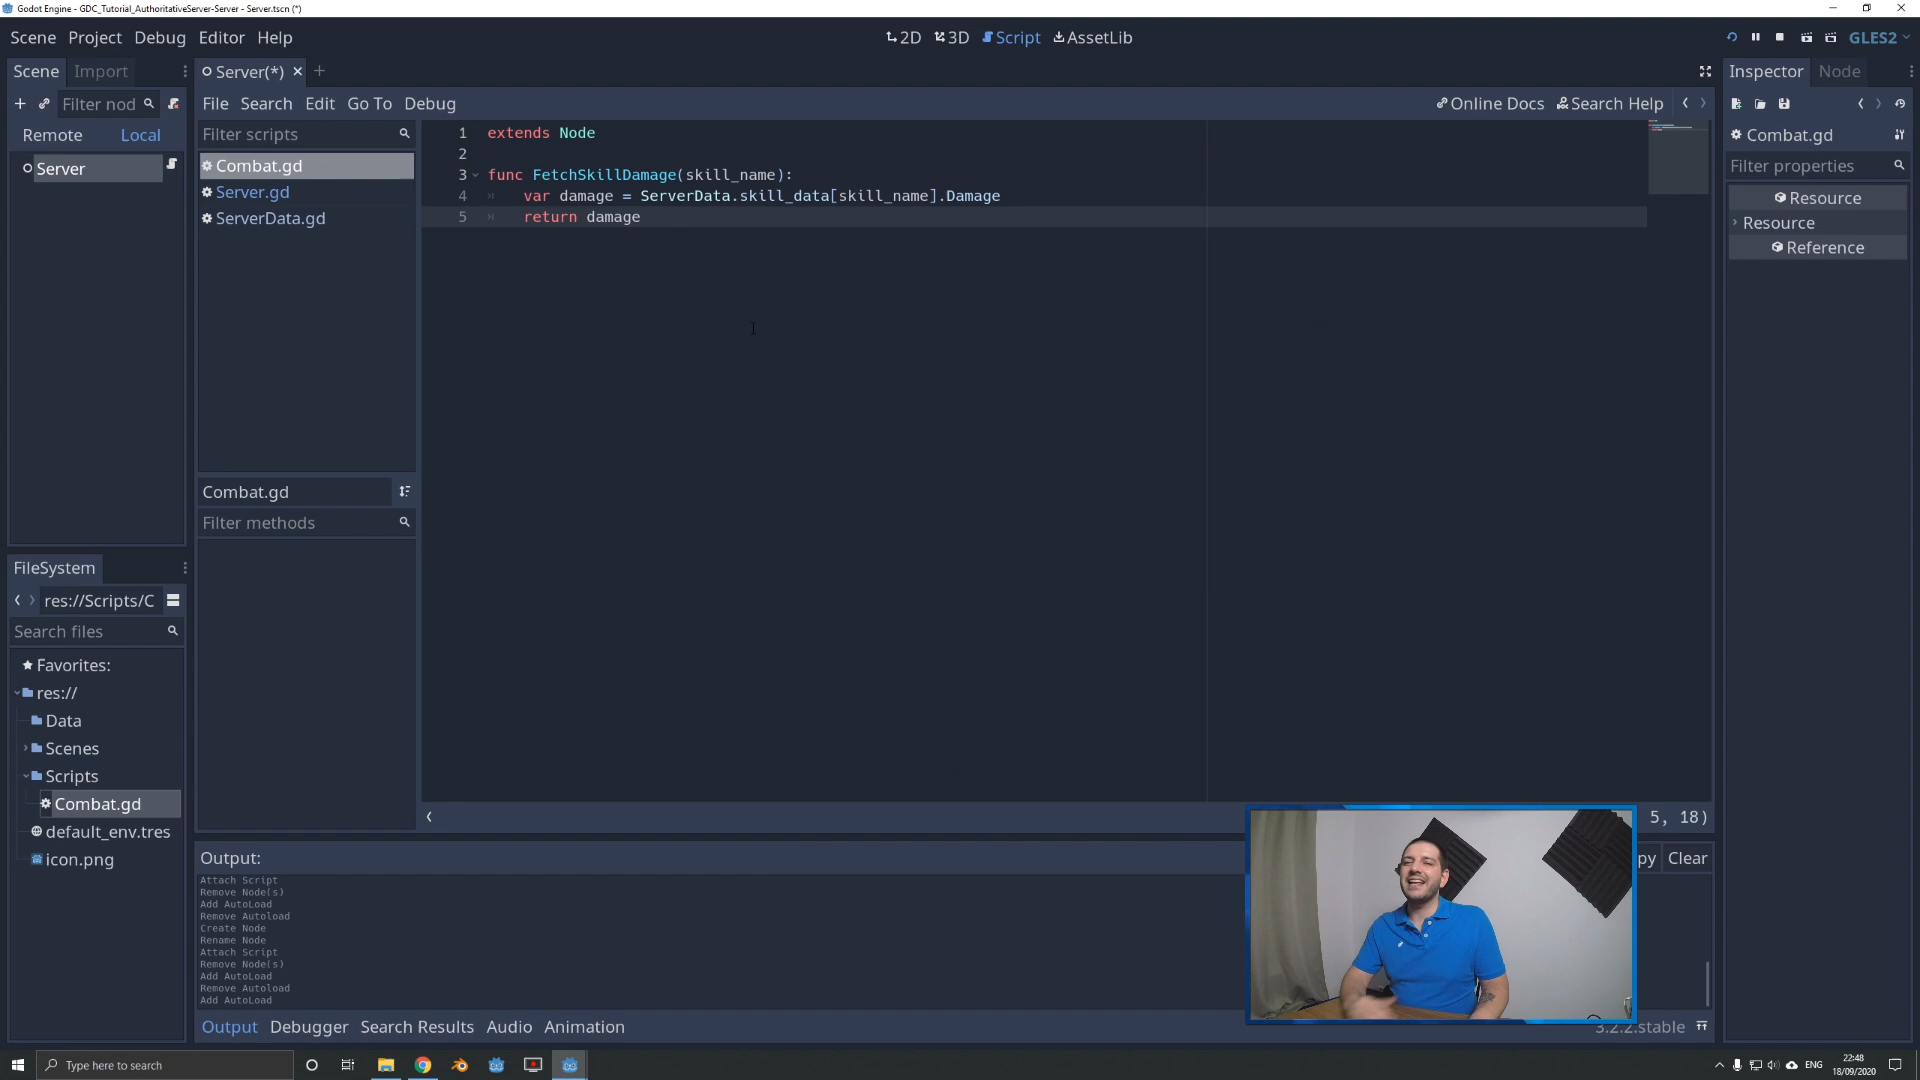 Godot Engine - GDC_Tutorial_AuthoritativeServer-Server - Server.tscn (*)
Scene Project Debug Editor Help
2D 3D Script AssetLib
GLES2
Scene Import
Server(*)
Inspector Node
Filter nod
File Search Edit Go To Debug
Online Docs Search Help
Remote Local
Filter scripts
Combat.gd
Filter properties
Server
Combat.gd
Server.gd
ServerData.gd
1 extends Node
2
3 func FetchSkillDamage(skill_name):
4 var damage = ServerData.skill_data[skill_name].Damage
5 return damage
Resource
Resource
Reference
Combat.gd
Filter methods
FileSystem
res://Scripts/C
Search files
Favorites:
res://
Data
Scenes
Scripts
Combat.gd
default_env.tres
icon.png
5, 18)
Output:
py Clear
Attach Script
Remove Node(s)
Add AutoLoad
Remove Autoload
Create Node
Rename Node
Attach Script
Remove Node(s)
Add AutoLoad
Remove Autoload
Add AutoLoad
Output Debugger Search Results Audio Animation
3.2.2.stable
Type here to search
ENG
22:48
18/09/2020